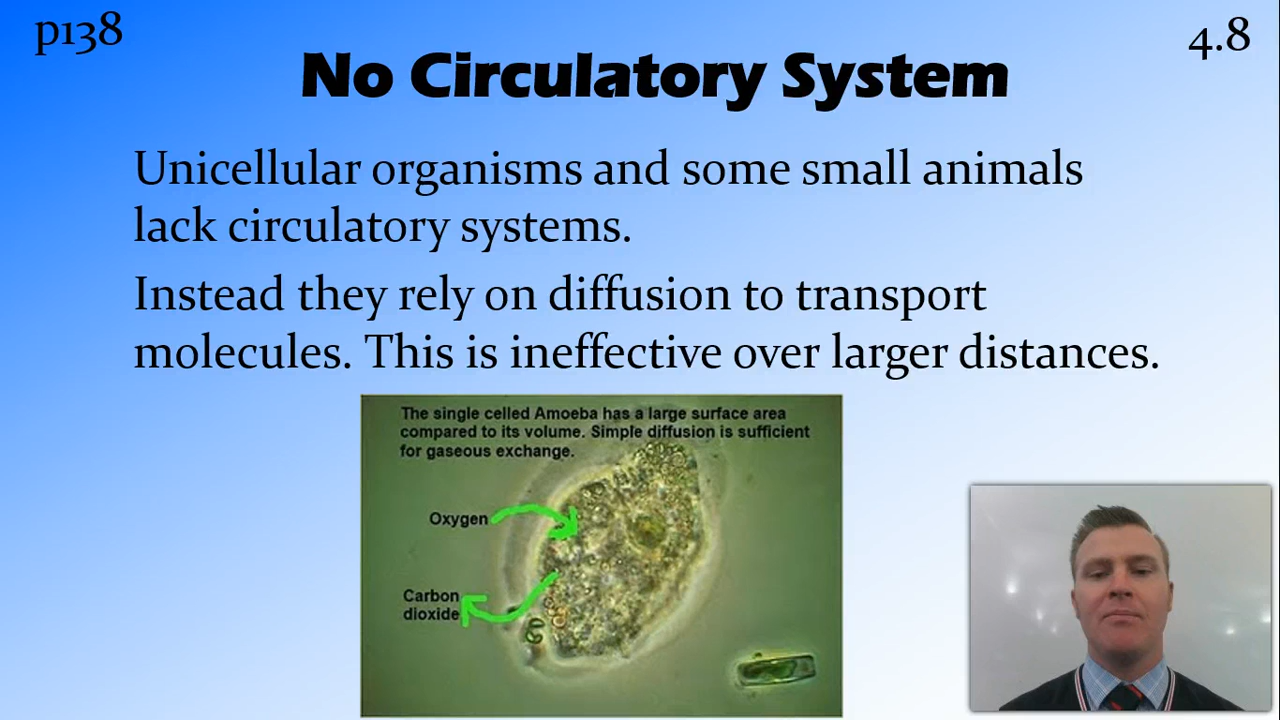 p138
4.8
No Circulatory System
Unicellular organisms and some small animals
lack circulatory systems.
Instead they rely on diffusion to transport
molecules. This is ineffective over larger distances.
The single celled Amoeba has a large surface area
compared to its volume. Simple diffusion is sufficient
for gaseous exchange.
Oxygen
Carbon
dioxide